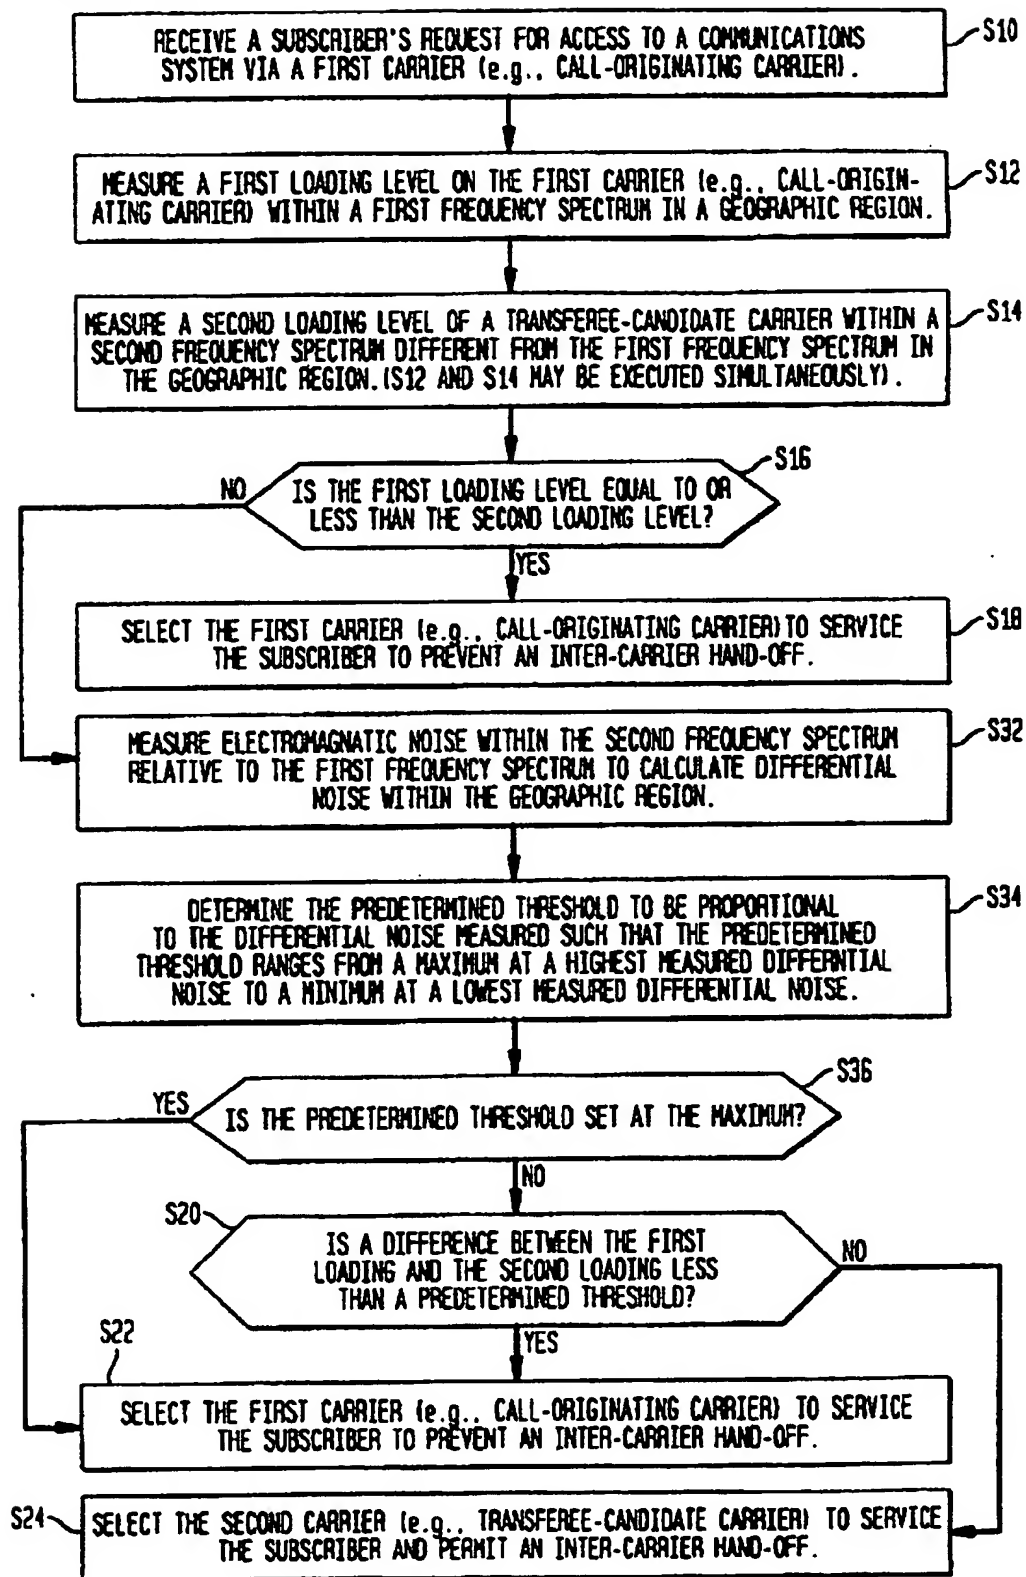 RECEIVE A SUBSCRIBER'S REQUEST FOR ACCESS TO A COMMUNICATIONS
SYSTEM VIA A FIRST CARRIER (e.g., CALL-ORIGINATING CARRIER).
S10
MEASURE A FIRST LOADING LEVEL ON THE FIRST CARRIER (e.g., CALL-ORIGIN-
ATING CARRIER) WITHIN A FIRST FREQUENCY SPECTRUM IN A GEOGRAPHIC REGION.
S12
MEASURE A SECOND LOADING LEVEL OF A TRANSFEREE-CANDIDATE CARRIER WITHIN A
SECOND FREQUENCY SPECTRUM DIFFERENT FROM THE FIRST FREQUENCY SPECTRUM IN
THE GEOGRAPHIC REGION. (S12 AND S14 MAY BE EXECUTED SIMULTANEOUSLY).
S14
S16
NO
IS THE FIRST LOADING LEVEL EQUAL TO OR
LESS THAN THE SECOND LOADING LEVEL?
YES
SELECT THE FIRST CARRIER (e.g., CALL-ORIGINATING CARRIER) TO SERVICE
THE SUBSCRIBER TO PREVENT AN INTER-CARRIER HAND-OFF.
S18
MEASURE ELECTROMAGNETIC NOISE WITHIN THE SECOND FREQUENCY SPECTRUM
RELATIVE TO THE FIRST FREQUENCY SPECTRUM TO CALCULATE DIFFERENTIAL
NOISE WITHIN THE GEOGRAPHIC REGION.
S32
DETERMINE THE PREDETERMINED THRESHOLD TO BE PROPORTIONAL
TO THE DIFFERENTIAL NOISE MEASURED SUCH THAT THE PREDETERMINED
THRESHOLD RANGES FROM A MAXIMUM AT A HIGHEST MEASURED DIFFERNTIAL
NOISE TO A MINIMUM AT A LOWEST MEASURED DIFFERENTIAL NOISE.
S34
S36
YES
IS THE PREDETERMINED THRESHOLD SET AT THE MAXIMUM?
NO
S20
IS A DIFFERENCE BETWEEN THE FIRST
LOADING AND THE SECOND LOADING LESS
THAN A PREDETERMINED THRESHOLD?
NO
YES
S22
SELECT THE FIRST CARRIER (e.g., CALL-ORIGINATING CARRIER) TO SERVICE
THE SUBSCRIBER TO PREVENT AN INTER-CARRIER HAND-OFF.
S24
SELECT THE SECOND CARRIER (e.g., TRANSFEREE-CANDIDATE CARRIER) TO SERVICE
THE SUBSCRIBER AND PERMIT AN INTER-CARRIER HAND-OFF.